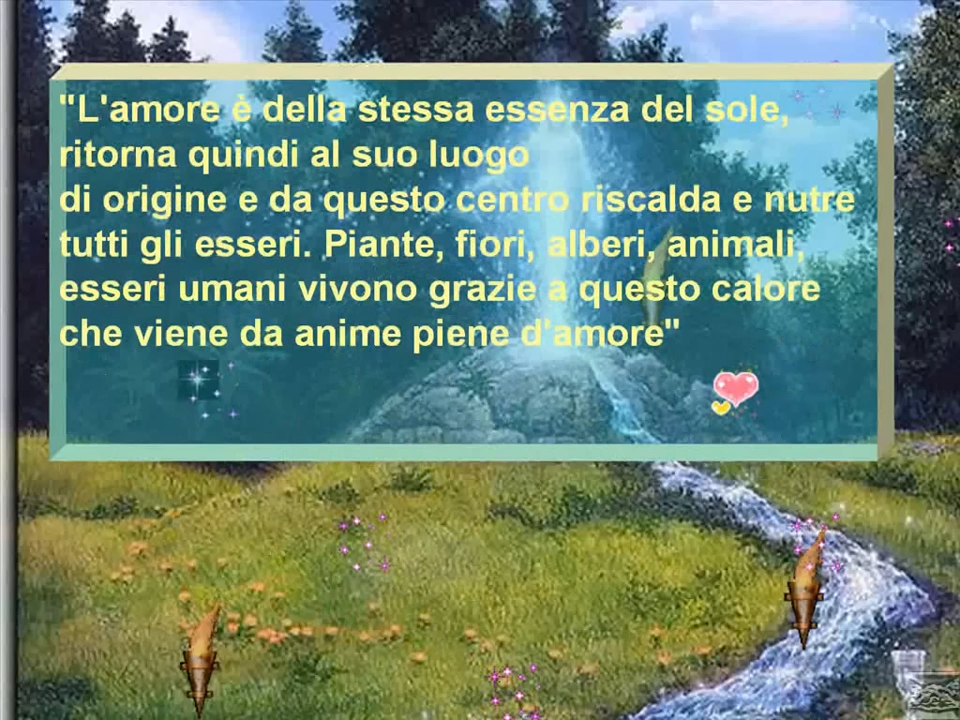 "L'amore è della stessa essenza del sole,
ritorna quindi al suo luogo
di origine e da questo centro riscalda e nutre
tutti gli esseri. Piante, fiori, alberi, animali,
esseri umani vivono grazie a questo calore
che viene da anime piene d'amore"